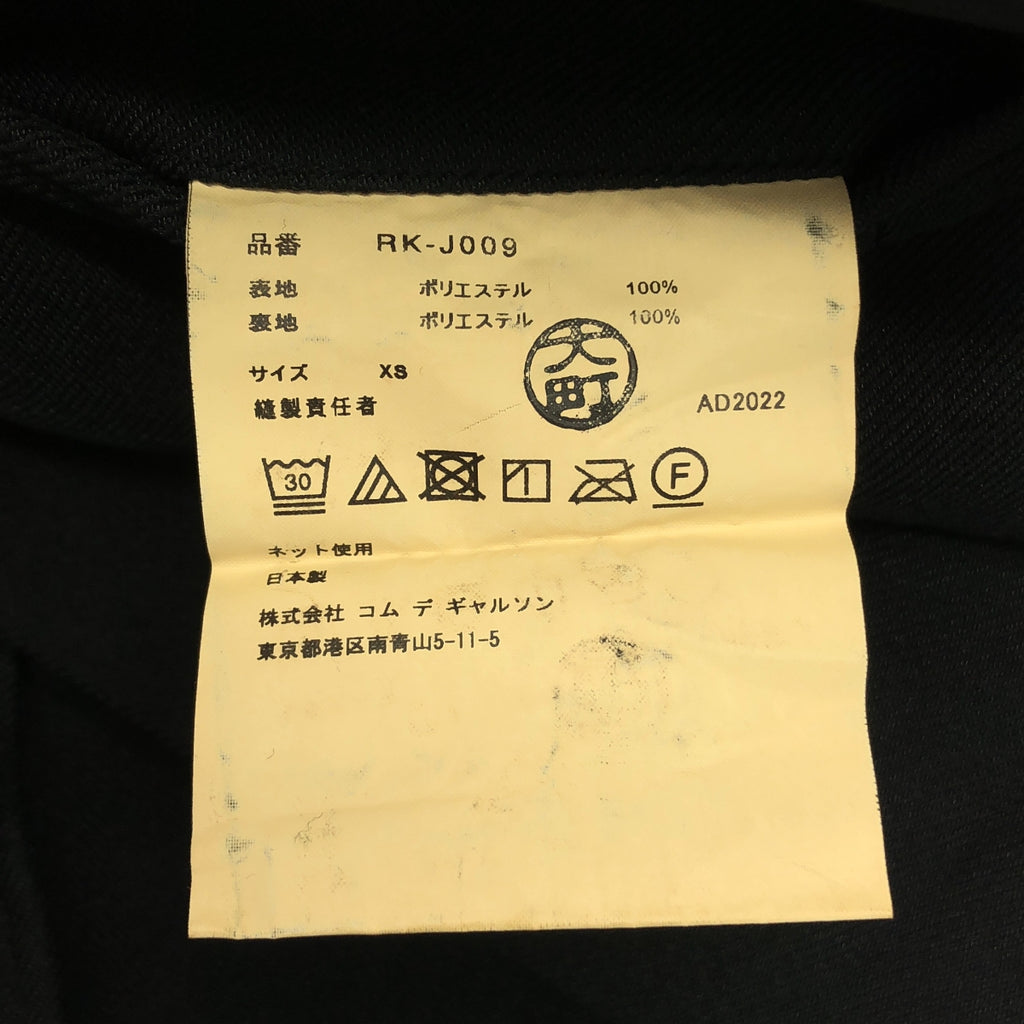 品番 RK-J009
表地 ポリエステル 100%
裏地 ポリエステル 100%
サイズ XS
大町
縫製責任者 AD2022
30 F
ネット使用
日本製
株式会社 コム デ ギャルソン
東京都港区南青山5-11-5